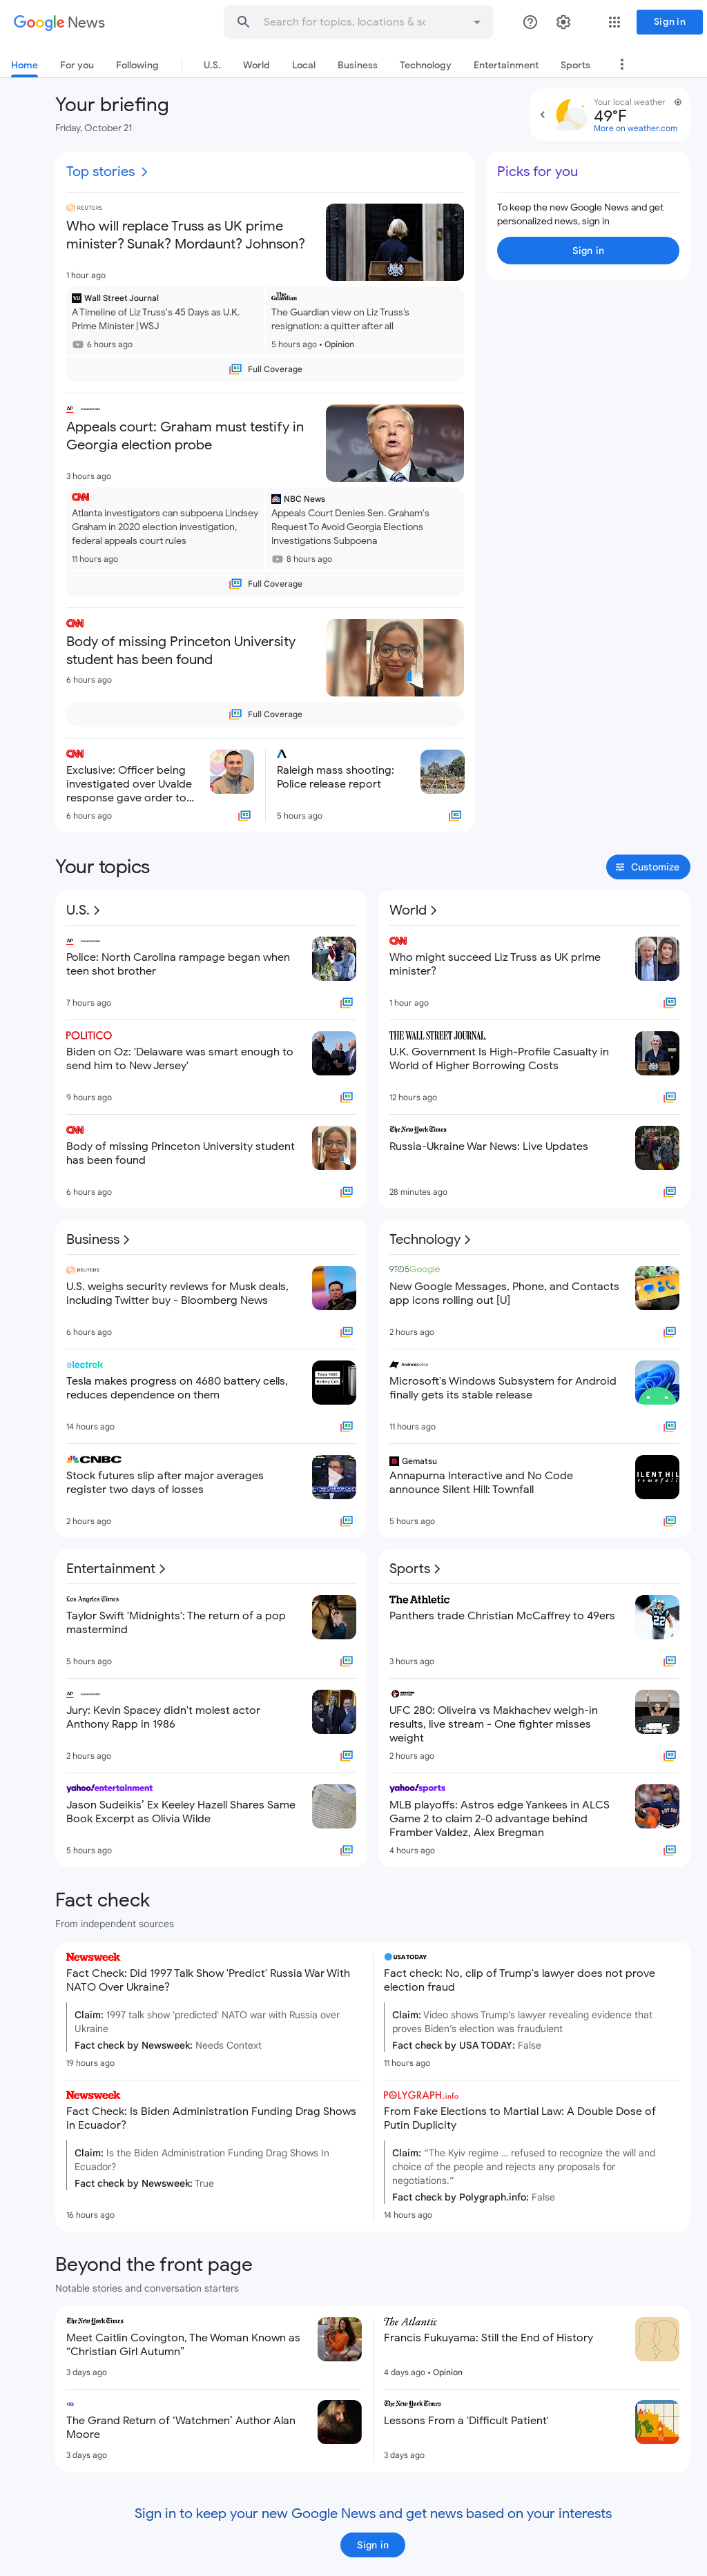 Google News
Search for topics, locations & so
Sign in
Home
For you
Following
U.S.
World
Local
Business
Technology
Entertainment
Sports
Your briefing
Friday, October 21
Your local weather
49°F
More on weather.com
Top stories
REUTERS
Who will replace Truss as UK prime
minister? Sunak? Mordaunt? Johnson?
1 hour ago
Wall Street Journal
A Timeline of Liz Truss's 45 Days as U.K.
Prime Minister | WSJ
6 hours ago
The Guardian
The Guardian view on Liz Truss's
resignation: a quitter after all
5 hours ago • Opinion
Full Coverage
AP
Appeals court: Graham must testify in
Georgia election probe
3 hours ago
CNN
Atlanta investigators can subpoena Lindsey
Graham in 2020 election investigation,
federal appeals court rules
11 hours ago
NBC News
Appeals Court Denies Sen. Graham's
Request To Avoid Georgia Elections
Investigations Subpoena
8 hours ago
Full Coverage
CNN
Body of missing Princeton University
student has been found
6 hours ago
Full Coverage
CNN
Exclusive: Officer being
investigated over Uvalde
response gave order to...
6 hours ago
Raleigh mass shooting:
Police release report
5 hours ago
Picks for you
To keep the new Google News and get
personalized news, sign in
Sign in
Your topics
Customize
U.S.
AP
Police: North Carolina rampage began when
teen shot brother
7 hours ago
POLITICO
Biden on Oz: 'Delaware was smart enough to
send him to New Jersey'
9 hours ago
CNN
Body of missing Princeton University student
has been found
6 hours ago
World
CNN
Who might succeed Liz Truss as UK prime
minister?
1 hour ago
THE WALL STREET JOURNAL.
U.K. Government Is High-Profile Casualty in
World of Higher Borrowing Costs
12 hours ago
The New York Times
Russia-Ukraine War News: Live Updates
28 minutes ago
Business
REUTERS
U.S. weighs security reviews for Musk deals,
including Twitter buy - Bloomberg News
6 hours ago
electrek
Tesla makes progress on 4680 battery cells,
reduces dependence on them
14 hours ago
CNBC
Stock futures slip after major averages
register two days of losses
2 hours ago
Technology
9TO5Google
New Google Messages, Phone, and Contacts
app icons rolling out [U]
2 hours ago
Androidpolice
Microsoft's Windows Subsystem for Android
finally gets its stable release
11 hours ago
Gematsu
Annapurna Interactive and No Code
announce Silent Hill: Townfall
5 hours ago
Entertainment
Los Angeles Times
Taylor Swift 'Midnights': The return of a pop
mastermind
5 hours ago
AP
Jury: Kevin Spacey didn't molest actor
Anthony Rapp in 1986
2 hours ago
yahoo!entertainment
Jason Sudeikis' Ex Keeley Hazell Shares Same
Book Excerpt as Olivia Wilde
5 hours ago
Sports
The Athletic
Panthers trade Christian McCaffrey to 49ers
3 hours ago
UFC 280: Oliveira vs Makhachev weigh-in
results, live stream - One fighter misses
weight
2 hours ago
yahoo!sports
MLB playoffs: Astros edge Yankees in ALCS
Game 2 to claim 2-0 advantage behind
Framber Valdez, Alex Bregman
4 hours ago
Fact check
From independent sources
Newsweek
Fact Check: Did 1997 Talk Show 'Predict' Russia War With
NATO Over Ukraine?
Claim: 1997 talk show 'predicted' NATO war with Russia over
Ukraine
Fact check by Newsweek: Needs Context
19 hours ago
USA TODAY
Fact check: No, clip of Trump's lawyer does not prove
election fraud
Claim: Video shows Trump's lawyer revealing evidence that
proves Biden's election was fraudulent
Fact check by USA TODAY: False
11 hours ago
Newsweek
Fact Check: Is Biden Administration Funding Drag Shows
in Ecuador?
Claim: Is the Biden Administration Funding Drag Shows In
Ecuador?
Fact check by Newsweek: True
16 hours ago
POLYGRAPH.info
From Fake Elections to Martial Law: A Double Dose of
Putin Duplicity
Claim: “The Kyiv regime ... refused to recognize the will and
choice of the people and rejects any proposals for
negotiations.”
Fact check by Polygraph.info: False
14 hours ago
Beyond the front page
Notable stories and conversation starters
The New York Times
Meet Caitlin Covington, The Woman Known as
“Christian Girl Autumn”
3 days ago
The Atlantic
Francis Fukuyama: Still the End of History
4 days ago • Opinion
GQ
The Grand Return of 'Watchmen' Author Alan
Moore
3 days ago
The New York Times
Lessons From a 'Difficult Patient'
3 days ago
Sign in to keep your new Google News and get news based on your interests
Sign in